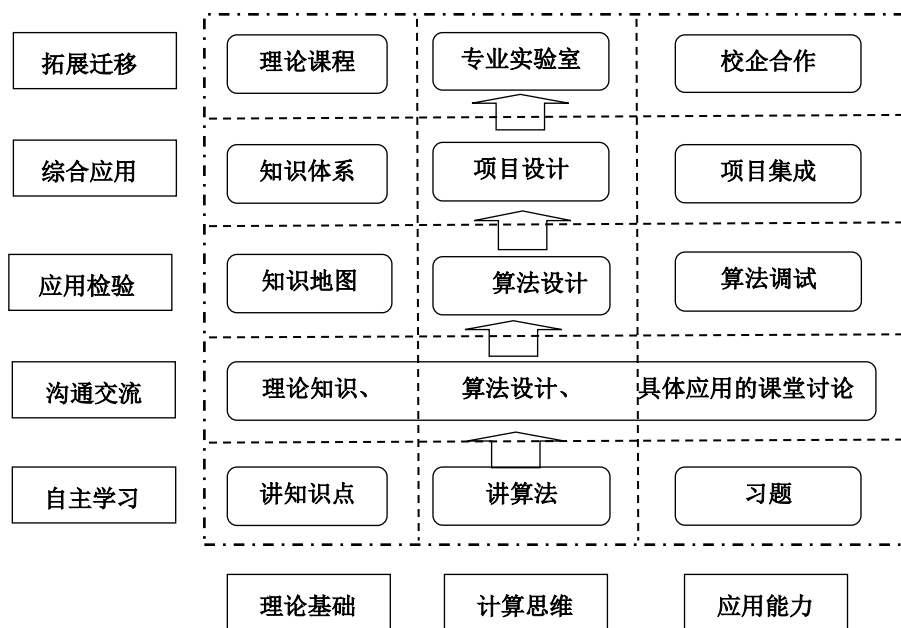 拓展迁移 理论课程 专业实验室 校企合作
综合应用 知识体系 项目设计 项目集成
应用检验 知识地图 算法设计 算法调试
沟通交流 理论知识、 算法设计、 具体应用的课堂讨论
自主学习 讲知识点 讲算法 习题
理论基础 计算思维 应用能力